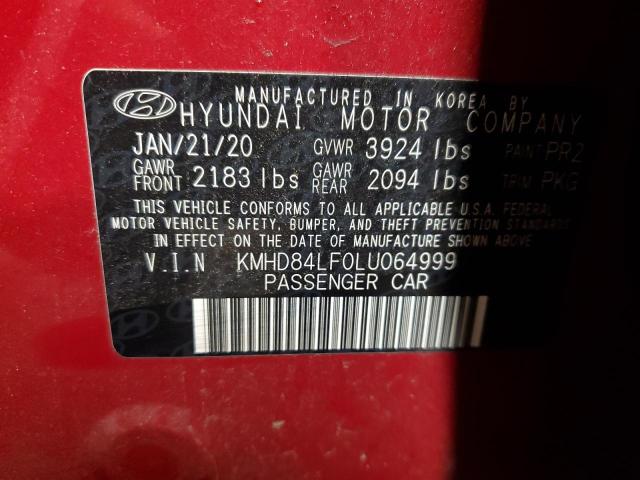 MANUFACTURED IN KOREA BY
HYUNDAI MOTOR COMPANY
JAN/21/20 GVWR 3924 lbs PAINT PR2
GAWR FRONT 2183 lbs GAWR REAR 2094 lbs TRIM PKG
THIS VEHICLE CONFORMS TO ALL APPLICABLE U.S.A. FEDERAL
MOTOR VEHICLE SAFETY, BUMPER, AND THEFT PREVENTION
STANDARDS IN EFFECT ON THE DATE OF MANUFACTURE SHOWN ABOVE.
V.I.N KMHD84LF0LU064999
PASSENGER CAR